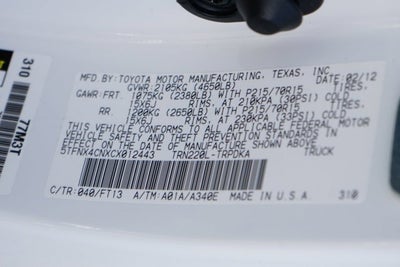 MFD.BY:TOYOTA MOTOR MANUFACTURING, TEXAS, INC. DATE: 02/12
GVWR:2105KG (4650LB)
GAWR:FRT. 1075KG (2380LB) WITH P215/70R15 TIRES,
15X6J RIMS, AT 210KPA (30PSI) COLD
RR. 1200KG (2650LB) WITH P215/70R15 TIRES,
15X6J RIMS, AT 230KPA (33PSI) COLD
THIS VEHICLE CONFORMS TO ALL APPLICABLE FEDERAL MOTOR
VEHICLE SAFETY AND THEFT PREVENTION STANDARDS IN
EFFECT ON THE DATE OF MANUFACTURE SHOWN ABOVE
5TFNX4CNXCX012443 TRN220L-TRPDKA TRUCK
C/TR:040/FT13 A/TM:A01A/A340E MADE IN U.S.A. 310
310
77M3T